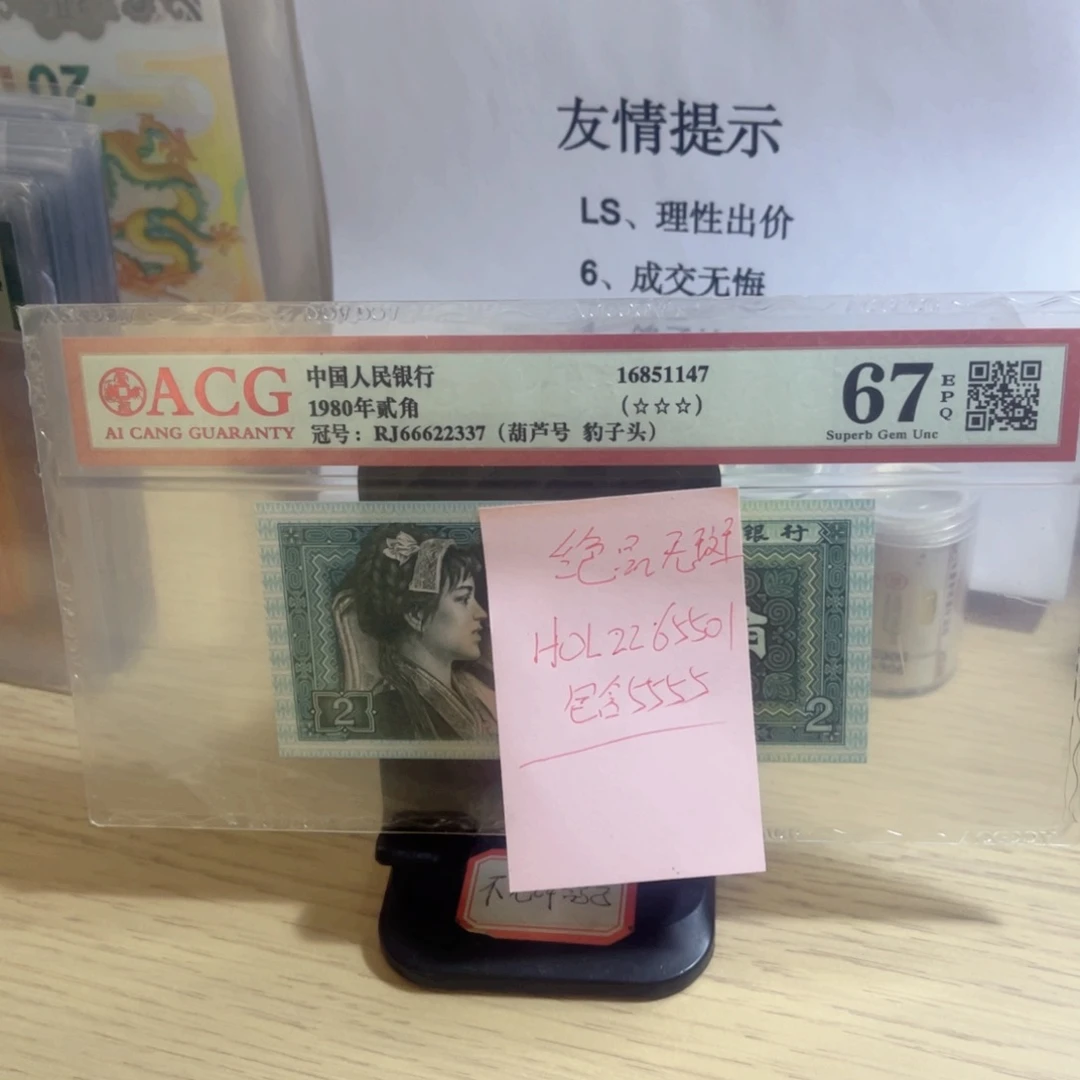 友情提示
LS、理性出价
6、成交无悔
ACG
AI CANG GUARANTY
中国人民银行
1980年贰角
冠号：RJ66622337（葫芦号 豹子头）
16851147
(☆☆☆)
67
EPQ
Superb Gem Unc
绝品无斑
HOL2265501
包含5555
银行
2
2